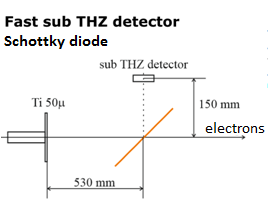 Fast sub THZ detector
Schottky diode
sub THZ detector
Ti 50μ
150 mm
electrons
530 mm